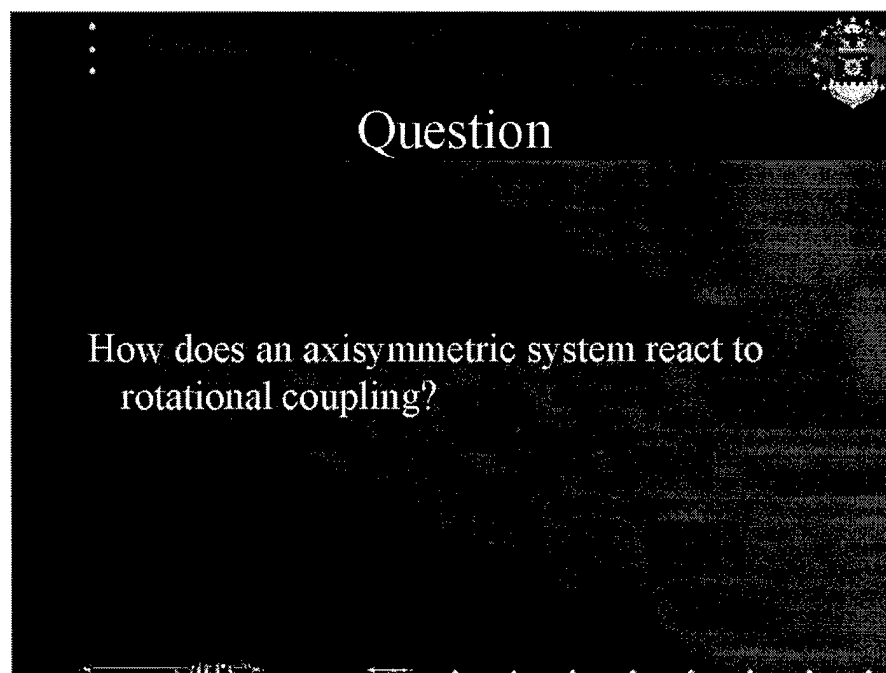 Question
How does an axisymmetric system react to
rotational coupling?